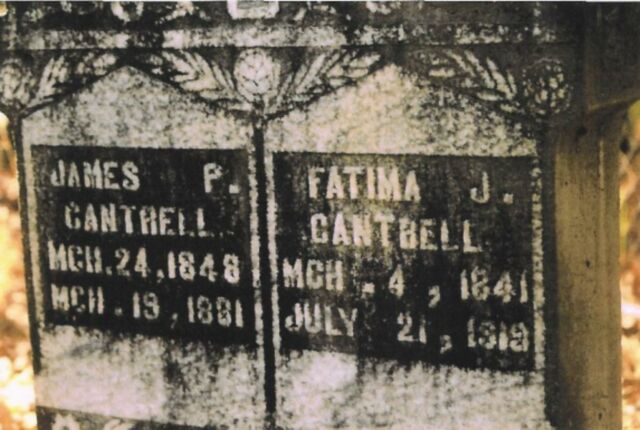 JAMES P.
CANTRELL
MCH. 24, 1848
MCH. 19, 1881
FATIMA J.
CANTRELL
MCH. 4, 1841
JULY 21, 1919